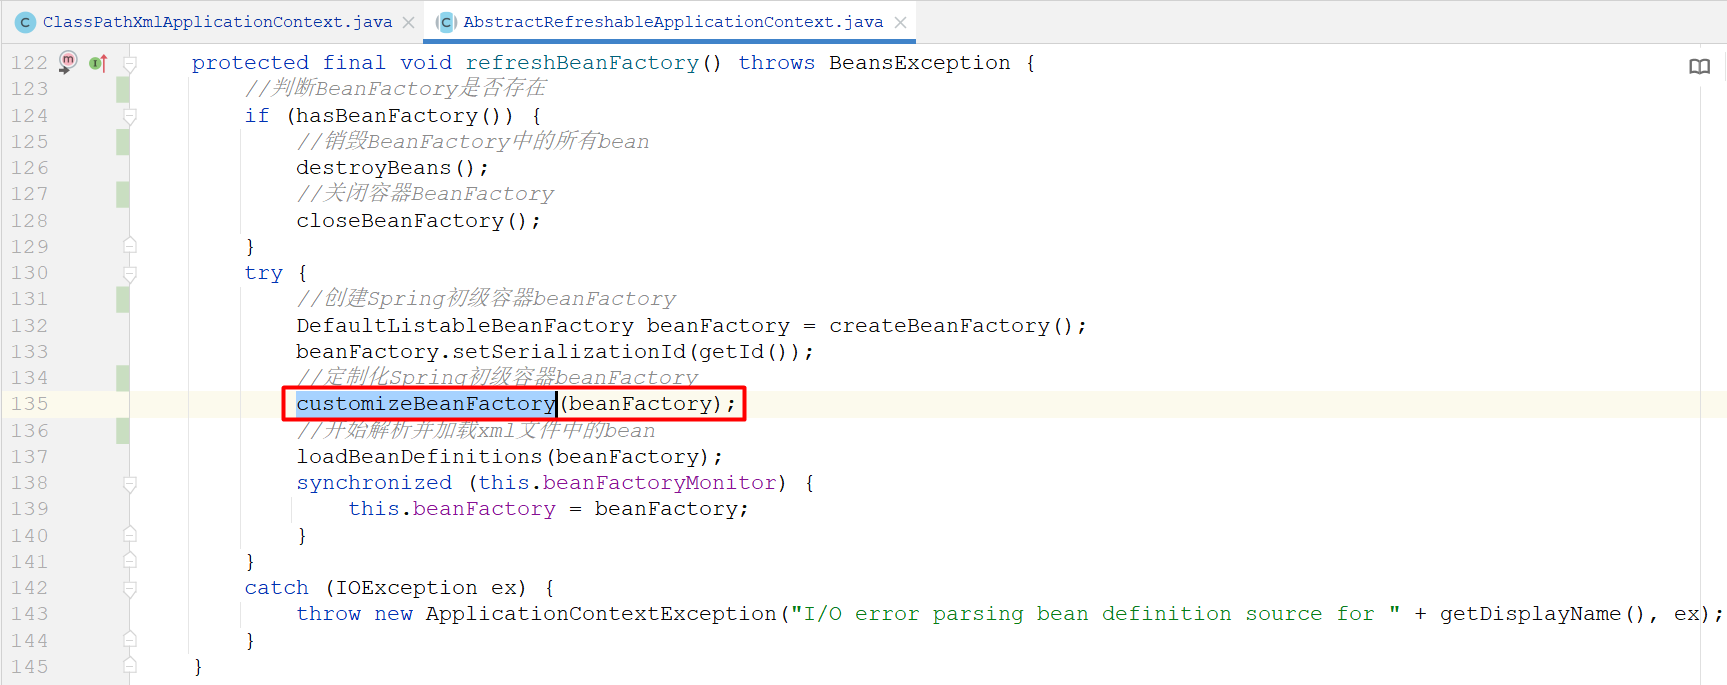 ClassPathXmlApplicationContext.java AbstractRefreshableApplicationContext.java
122 protected final void refreshBeanFactory() throws BeansException {
123 //判断BeanFactory是否存在
124 if (hasBeanFactory()) {
125 //销毁BeanFactory中的所有bean
126 destroyBeans();
127 //关闭容器BeanFactory
128 closeBeanFactory();
129 }
130 try {
131 //创建Spring初级容器beanFactory
132 DefaultListableBeanFactory beanFactory = createBeanFactory();
133 beanFactory.setSerializationId(getId());
134 //定制化Spring初级容器beanFactory
135 customizeBeanFactory(beanFactory);
136 //开始解析并加载xml文件中的bean
137 loadBeanDefinitions(beanFactory);
138 synchronized (this.beanFactoryMonitor) {
139 this.beanFactory = beanFactory;
140 }
141 }
142 catch (IOException ex) {
143 throw new ApplicationContextException("I/O error parsing bean definition source for " + getDisplayName(), ex);
144 }
145 }